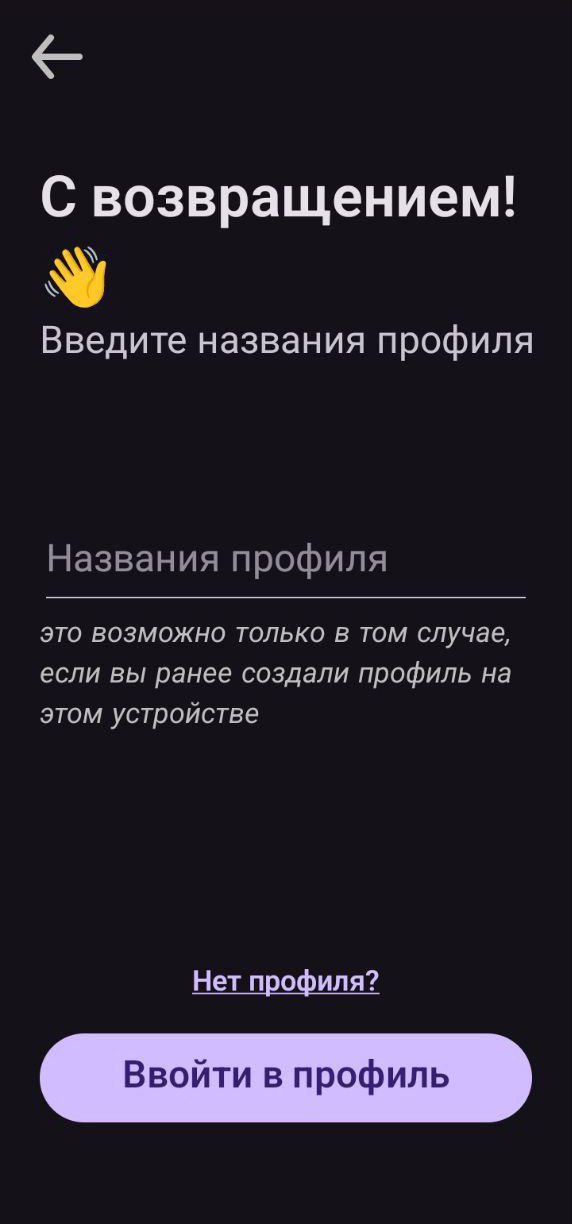 С возвращением!
👋
Введите названия профиля
Названия профиля
это возможно только в том случае,
если вы ранее создали профиль на
этом устройстве
Нет профиля?
Ввойти в профиль